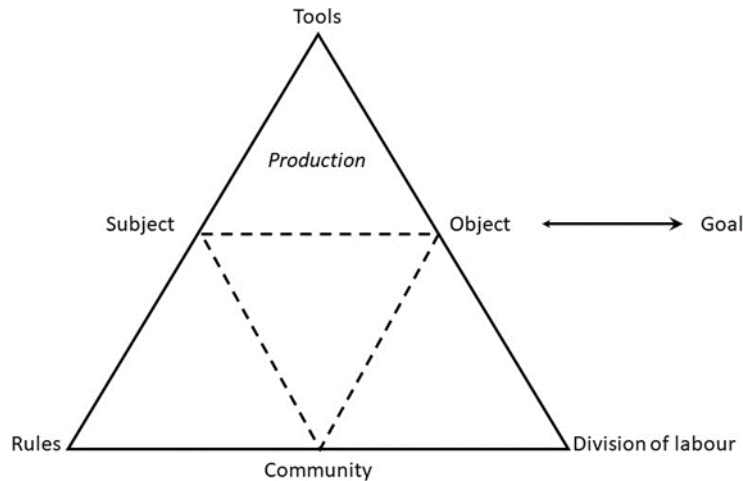 Tools
Production
Subject
Object
Goal
Rules
Division of labour
Community